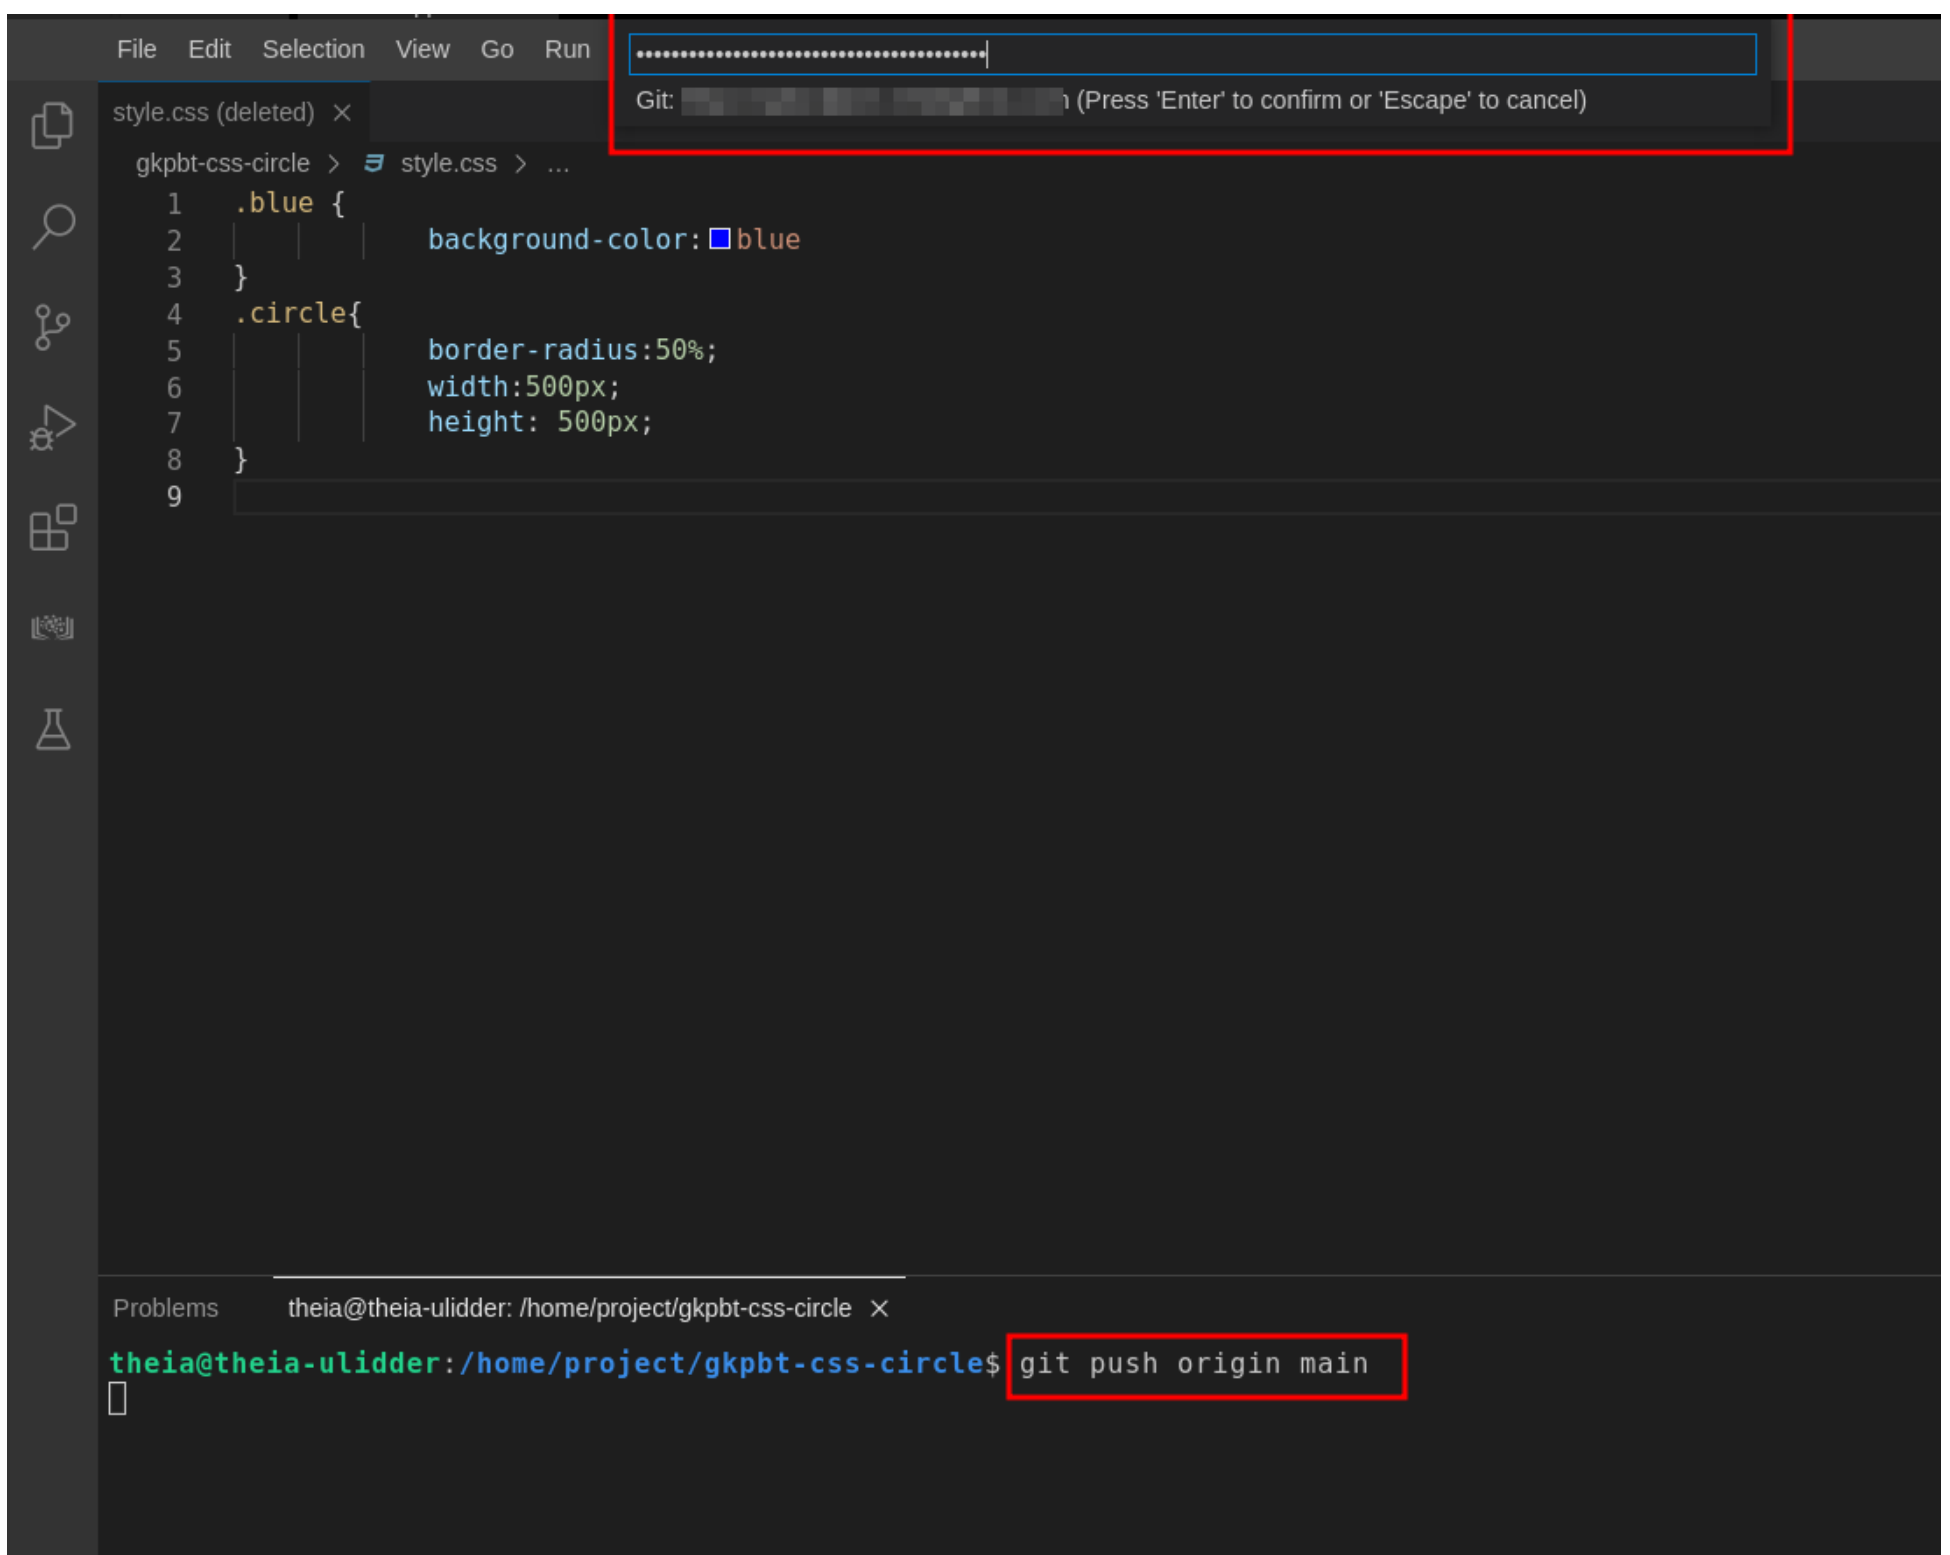 File Edit Selection View Go Run
••••••••••••••••••••••••••••••••••••••••
Git: (Press 'Enter' to confirm or 'Escape' to cancel)
style.css (deleted) ×
gkpbt-css-circle > style.css > ...
1 .blue {
2 background-color: blue
3 }
4 .circle{
5 border-radius:50%;
6 width:500px;
7 height: 500px;
8 }
9
Problems theia@theia-ulidder: /home/project/gkpbt-css-circle ×
theia@theia-ulidder:/home/project/gkpbt-css-circle$ git push origin main